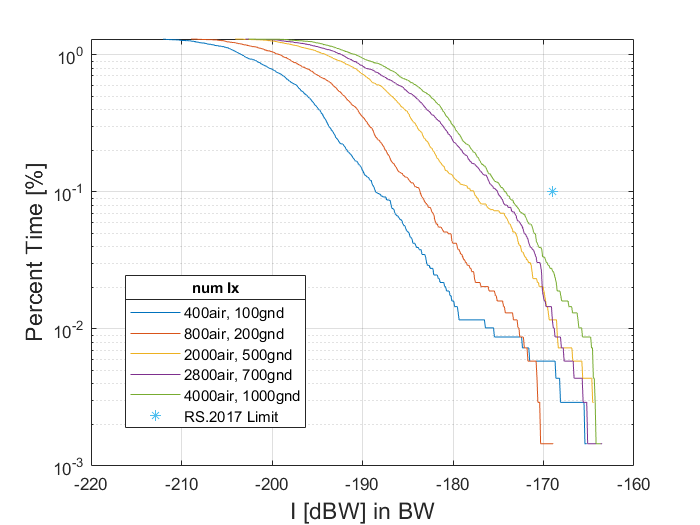 10^0
10^-1
10^-2
10^-3
Percent Time [%]
num Ix
400air, 100gnd
800air, 200gnd
2000air, 500gnd
2800air, 700gnd
4000air, 1000gnd
RS.2017 Limit
-220 -210 -200 -190 -180 -170 -160
I [dBW] in BW